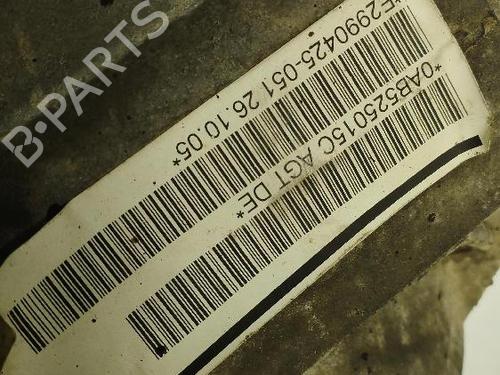 B-PARTS
*0AB525015C AGT DE*
*E2990425-051 26.10.05*